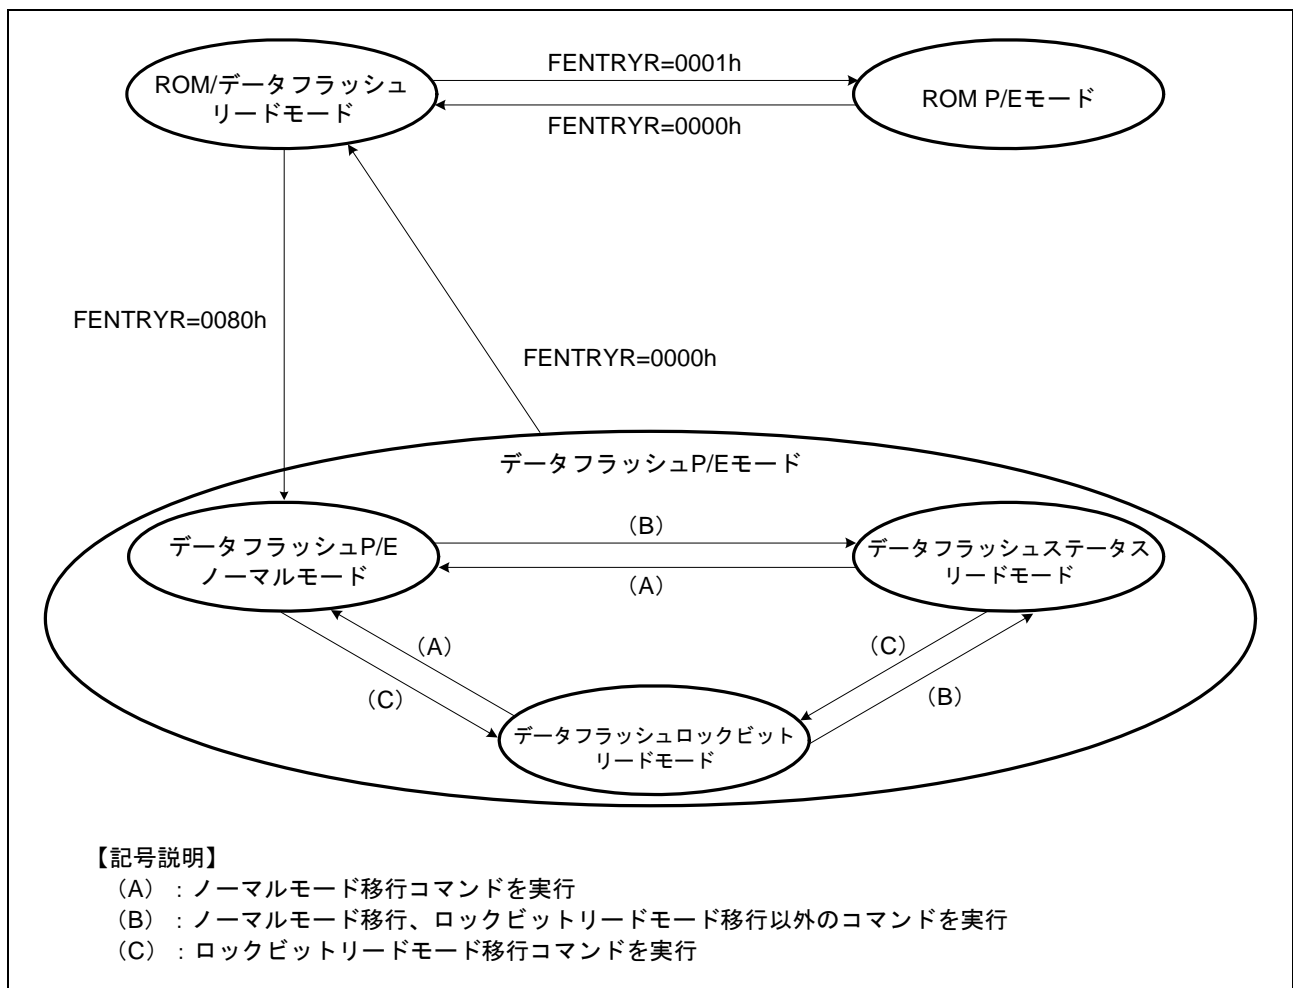 ROM/データフラッシュ
リードモード
FENTRYR=0001h
FENTRYR=0000h
ROM P/Eモード
FENTRYR=0080h
FENTRYR=0000h
データフラッシュP/Eモード
データフラッシュP/E
ノーマルモード
（B）
（A）
データフラッシュステータス
リードモード
（A）
（C）
（C）
（B）
データフラッシュロックビット
リードモード
【記号説明】
（A）：ノーマルモード移行コマンドを実行
（B）：ノーマルモード移行、ロックビットリードモード移行以外のコマンドを実行
（C）：ロックビットリードモード移行コマンドを実行